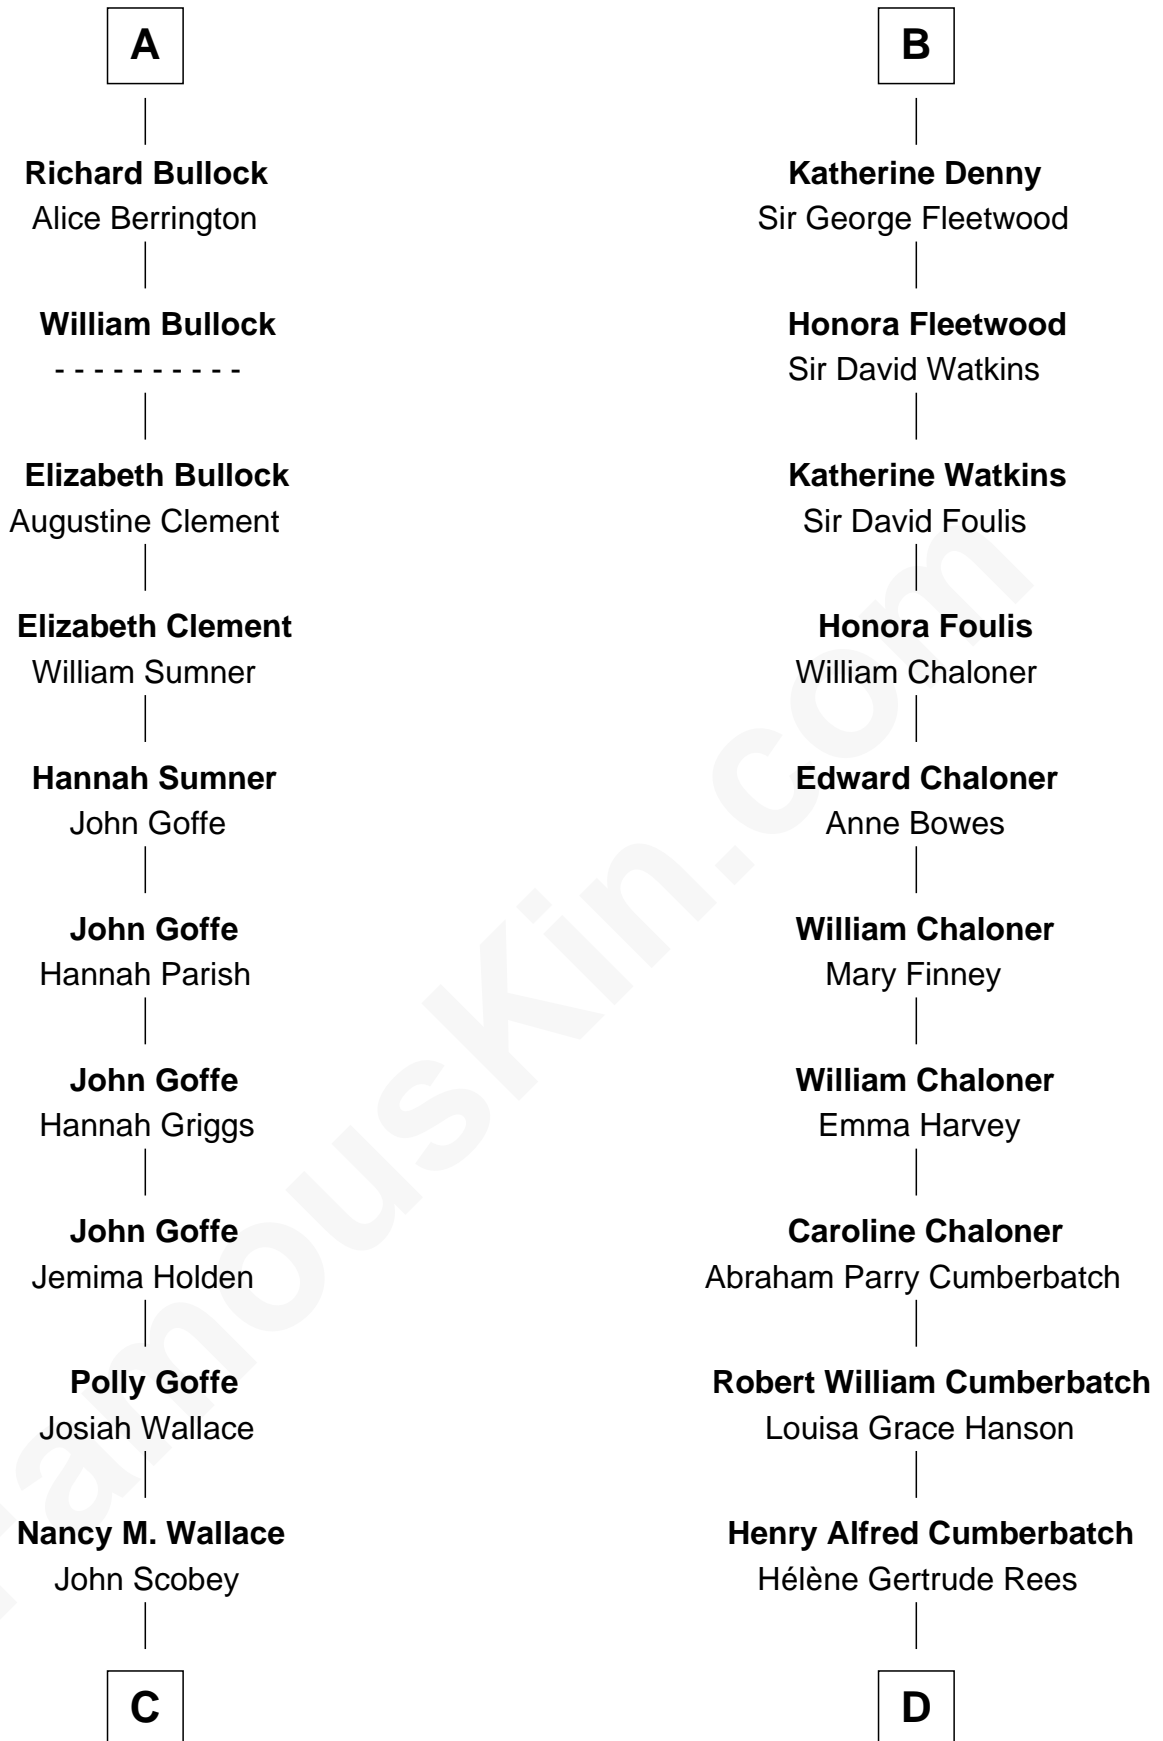 A
Richard Bullock
Alice Berrington
William Bullock
- - - - - - - - - -
Elizabeth Bullock
Augustine Clement
Elizabeth Clement
William Sumner
Hannah Sumner
John Goffe
John Goffe
Hannah Parish
John Goffe
Hannah Griggs
John Goffe
Jemima Holden
Polly Goffe
Josiah Wallace
Nancy M. Wallace
John Scobey
C
B
Katherine Denny
Sir George Fleetwood
Honora Fleetwood
Sir David Watkins
Katherine Watkins
Sir David Foulis
Honora Foulis
William Chaloner
Edward Chaloner
Anne Bowes
William Chaloner
Mary Finney
William Chaloner
Emma Harvey
Caroline Chaloner
Abraham Parry Cumberbatch
Robert William Cumberbatch
Louisa Grace Hanson
Henry Alfred Cumberbatch
Hélène Gertrude Rees
D
FamousKin.com